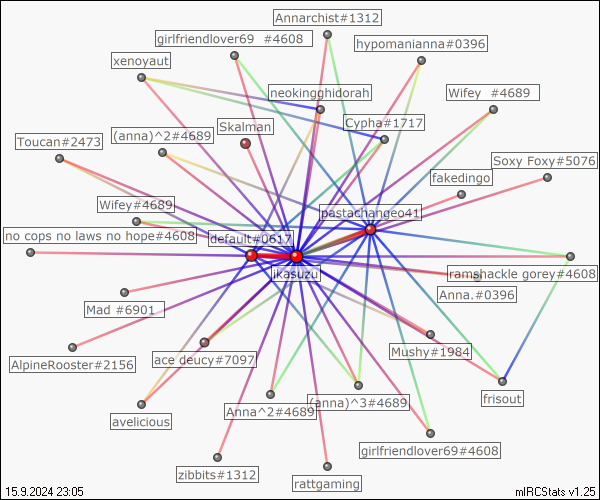 Annarchist#1312
girlfriendlover69 #4608
hypomanianna#0396
xenoyaut
neokingghidorah
Wifey #4689
Skalman
Cypha#1717
(anna)^2#4689
Toucan#2473
Soxy Foxy#5076
fakedingo
Wifey#4689
pastachangeo41
no cops no laws no hope#4608
default#0617
jikasuzu
ramshackle gorey#4608
Anna.#0396
Mad #6901
Mushy#1984
AlpineRooster#2156
ace deucy#7097
frisout
(anna)^3#4689
Anna^2#4689
avelicious
girlfriendlover69#4608
zibbits#1312
rattgaming
15.9.2024 23:05
mIRCStats v1.25